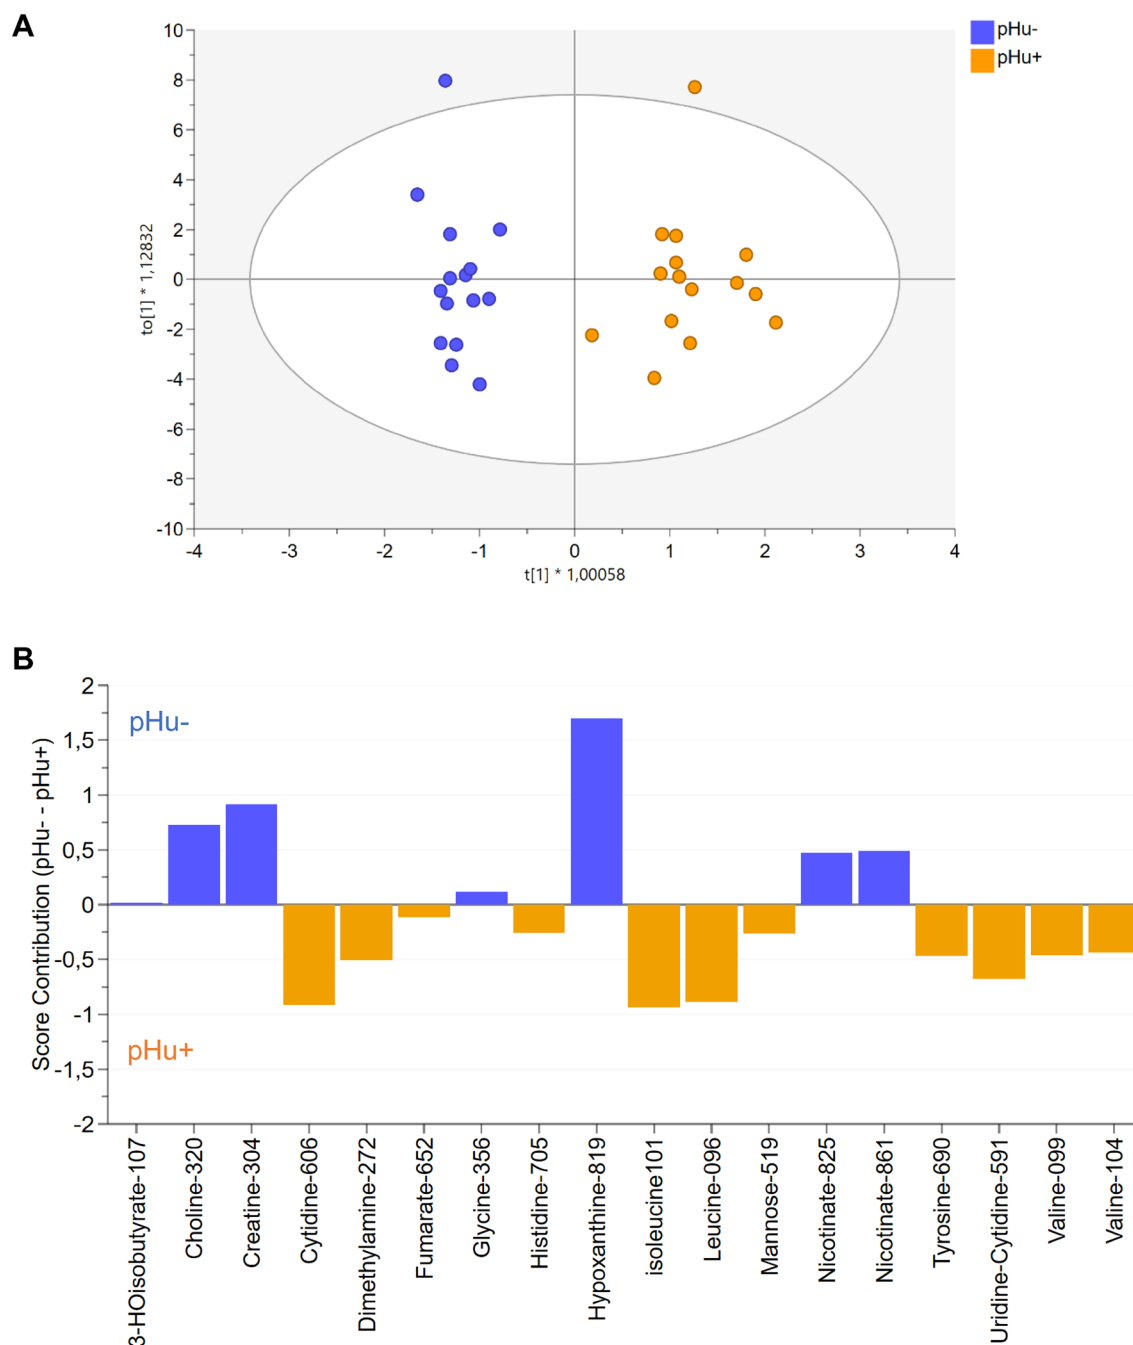 A
pHu-
pHu+
10
8
6
4
2
0
-2
-4
-6
-8
-10
to[1] * 1,12832
-4 -3 -2 -1 0 1 2 3 4
t[1] * 1,00058
B
2
1,5
1
0,5
0
-0,5
-1
-1,5
-2
Score Contribution (pHu- - pHu+)
pHu-
pHu+
3-HOisobutyrate-107
Choline-320
Creatine-304
Cytidine-606
Dimethylamine-272
Fumarate-652
Glycine-356
Histidine-705
Hypoxanthine-819
isoleucine101
Leucine-096
Mannose-519
Nicotinate-825
Nicotinate-861
Tyrosine-690
Uridine-Cytidine-591
Valine-099
Valine-104